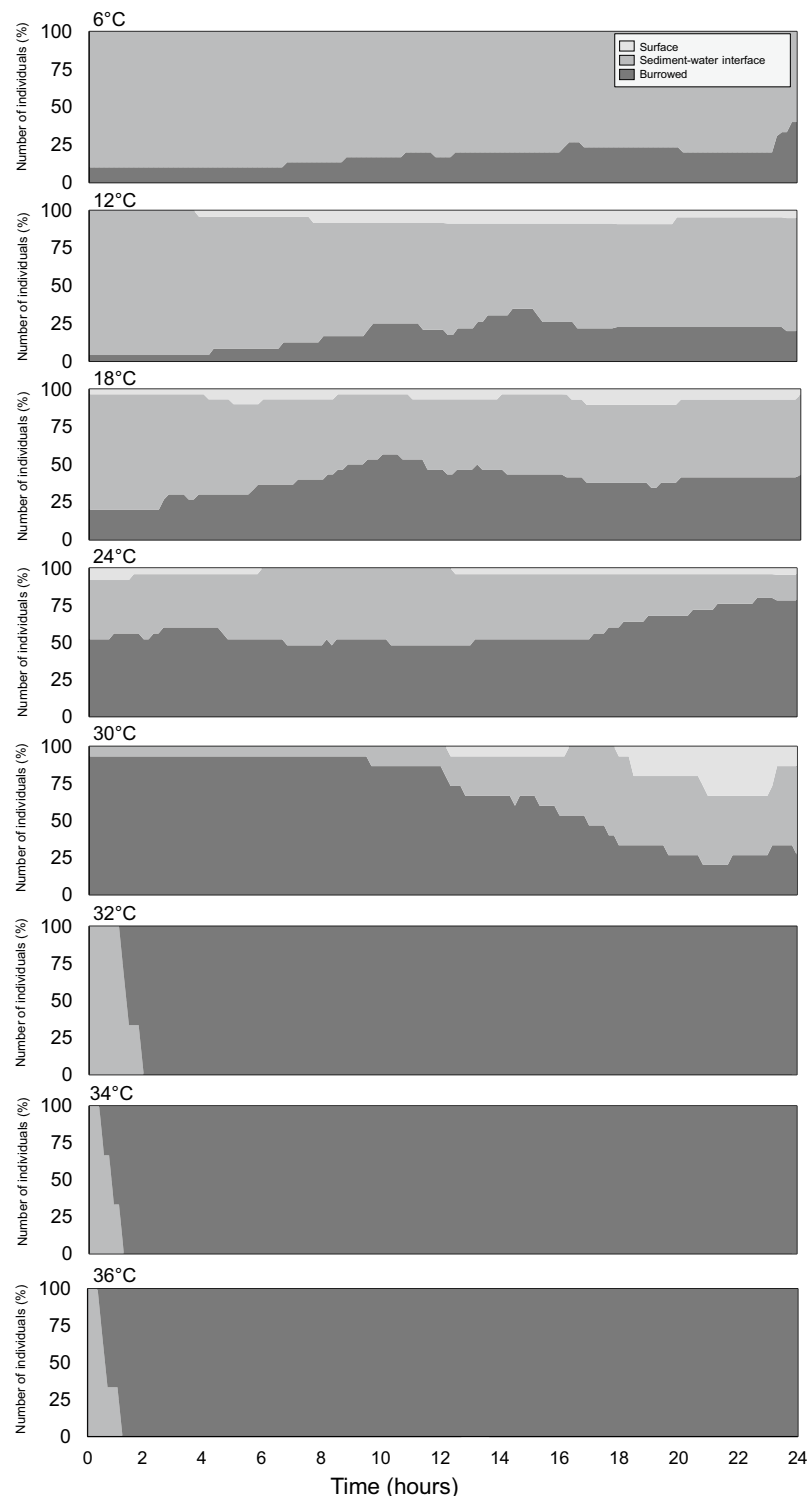 6°C
Number of individuals (%)
100
75
50
25
0
Surface
Sediment-water interface
Burrowed
12°C
Number of individuals (%)
100
75
50
25
0
18°C
Number of individuals (%)
100
75
50
25
0
24°C
Number of individuals (%)
100
75
50
25
0
30°C
Number of individuals (%)
100
75
50
25
0
32°C
Number of individuals (%)
100
75
50
25
0
34°C
Number of individuals (%)
100
75
50
25
0
36°C
Number of individuals (%)
100
75
50
25
0
0 2 4 6 8 10 12 14 16 18 20 22 24
Time (hours)